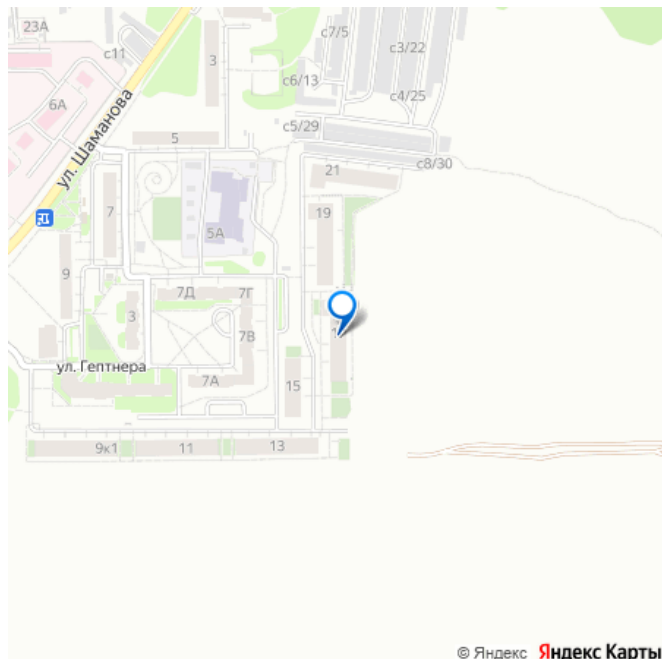 23А
с11
3
с7/5
с3/22
с6/13
с4/25
6А
ул. Шаманова
5
с5/29
с8/30
21
7
5А
19
9
7Д
7Г
3
7В
ул. Гептнера
7А
15
9к1
11
13
© Яндекс Яндекс Карты